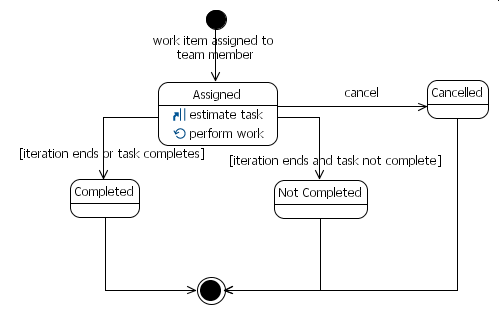 work item assigned to
team member
Assigned
estimate task
perform work
cancel
Cancelled
[iteration ends or task completes]
[iteration ends and task not complete]
Completed
Not Completed